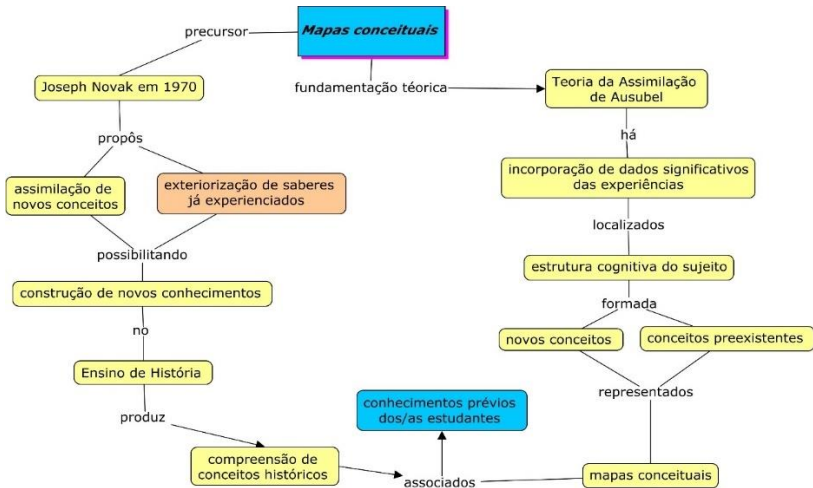 Mapas conceituais
precursor
Joseph Novak em 1970
fundamentação téorica
Teoria da Assimilação
de Ausubel
propôs
há
assimilação de
novos conceitos
exteriorização de saberes
já experienciados
incorporação de dados significativos
das experiências
possibilitando
localizados
construção de novos conhecimentos
estrutura cognitiva do sujeito
no
formada
novos conceitos
conceitos preexistentes
Ensino de História
representados
produz
conhecimentos prévios
dos/as estudantes
compreensão de
conceitos históricos
associados
mapas conceituais